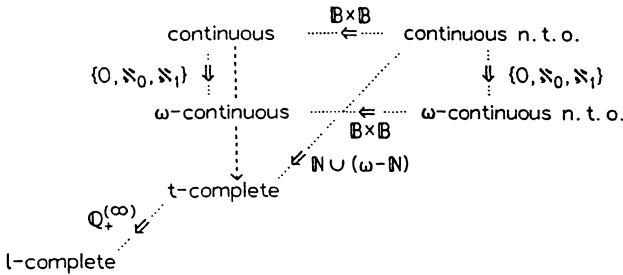 𝔹×𝔹
continuous ⇐ continuous n.t.o.
{0, ℵ₀, ℵ₁} ⇓ ⇓ {0, ℵ₀, ℵ₁}
ω-continuous ⇐ ω-continuous n.t.o.
𝔹×𝔹
⇙ ℕ ∪ (ω-ℕ)
t-complete
ℚ₊^(∞) ⇙
l-complete